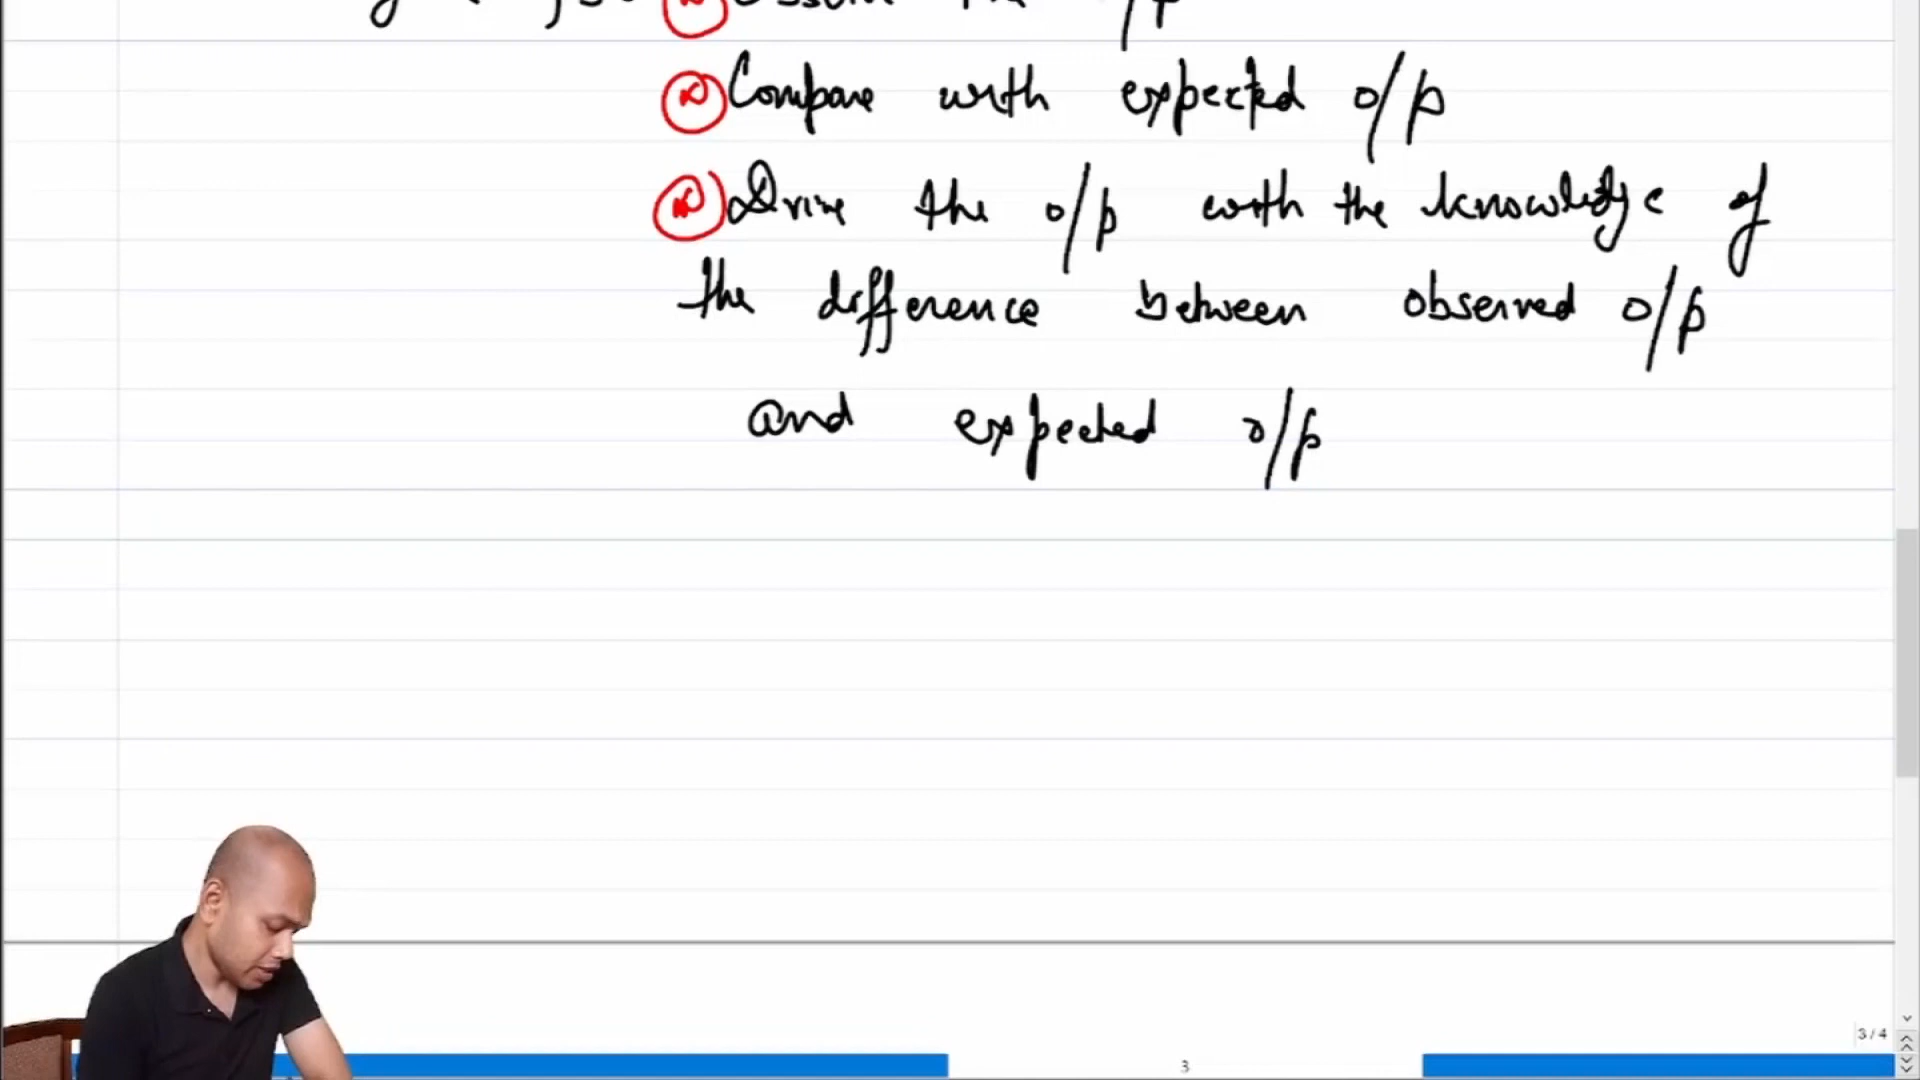 Compare with expected o/p
Drive the o/p with the knowledge of
the difference between observed o/p
and expected o/p
3 / 4
3